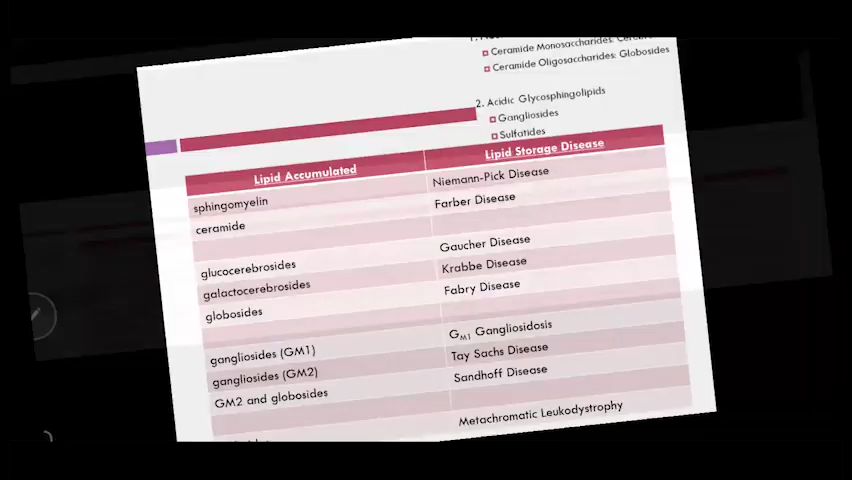 Ceramide Monosaccharides:
Ceramide Oligosaccharides: Globosides
2. Acidic Glycosphingolipids
Gangliosides
Sulfatides
Lipid Accumulated Lipid Storage Disease
sphingomyelin Niemann-Pick Disease
ceramide Farber Disease
glucocerebrosides Gaucher Disease
galactocerebrosides Krabbe Disease
globosides Fabry Disease
gangliosides (GM1) GM1 Gangliosidosis
gangliosides (GM2) Tay Sachs Disease
GM2 and globosides Sandhoff Disease
Metachromatic Leukodystrophy